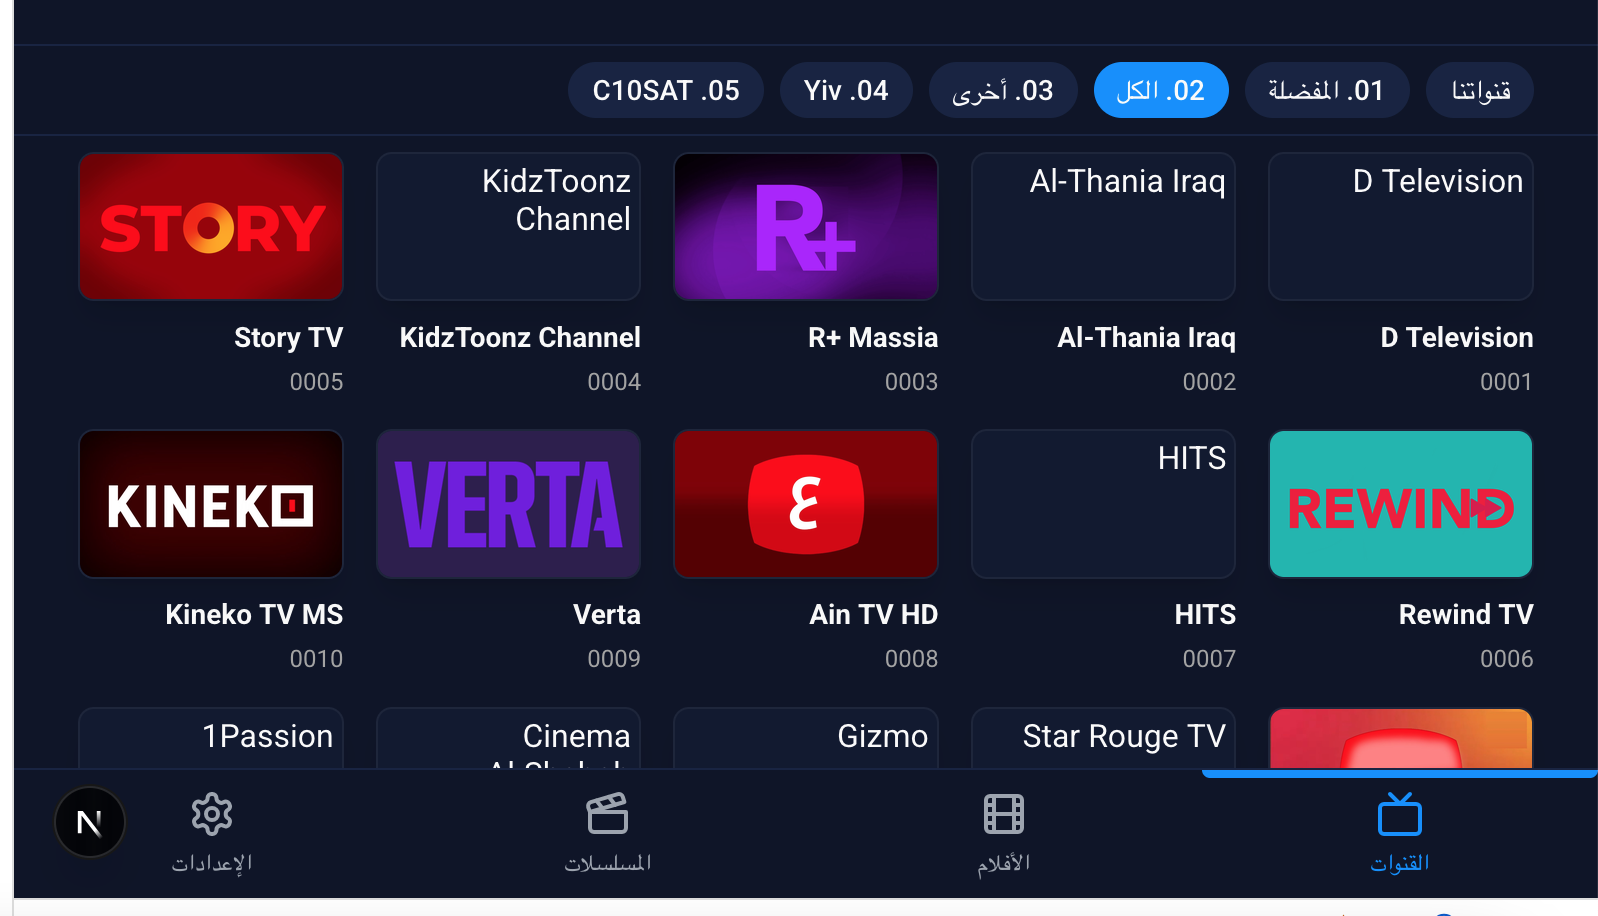 قنواتنا
01. المفضلة
02. الكل
03. أخرى
04. Yiv
05. C10SAT
D Television
Al-Thania Iraq
R+
KidzToonz
Channel
STORY
D Television
Al-Thania Iraq
R+ Massia
KidzToonz Channel
Story TV
0001
0002
0003
0004
0005
REWIND
HITS
ع
VERTA
KINEKO
Rewind TV
HITS
Ain TV HD
Verta
Kineko TV MS
0006
0007
0008
0009
0010
Star Rouge TV
Gizmo
Cinema
1Passion
القنوات
الأفلام
المسلسلات
الإعدادات
N